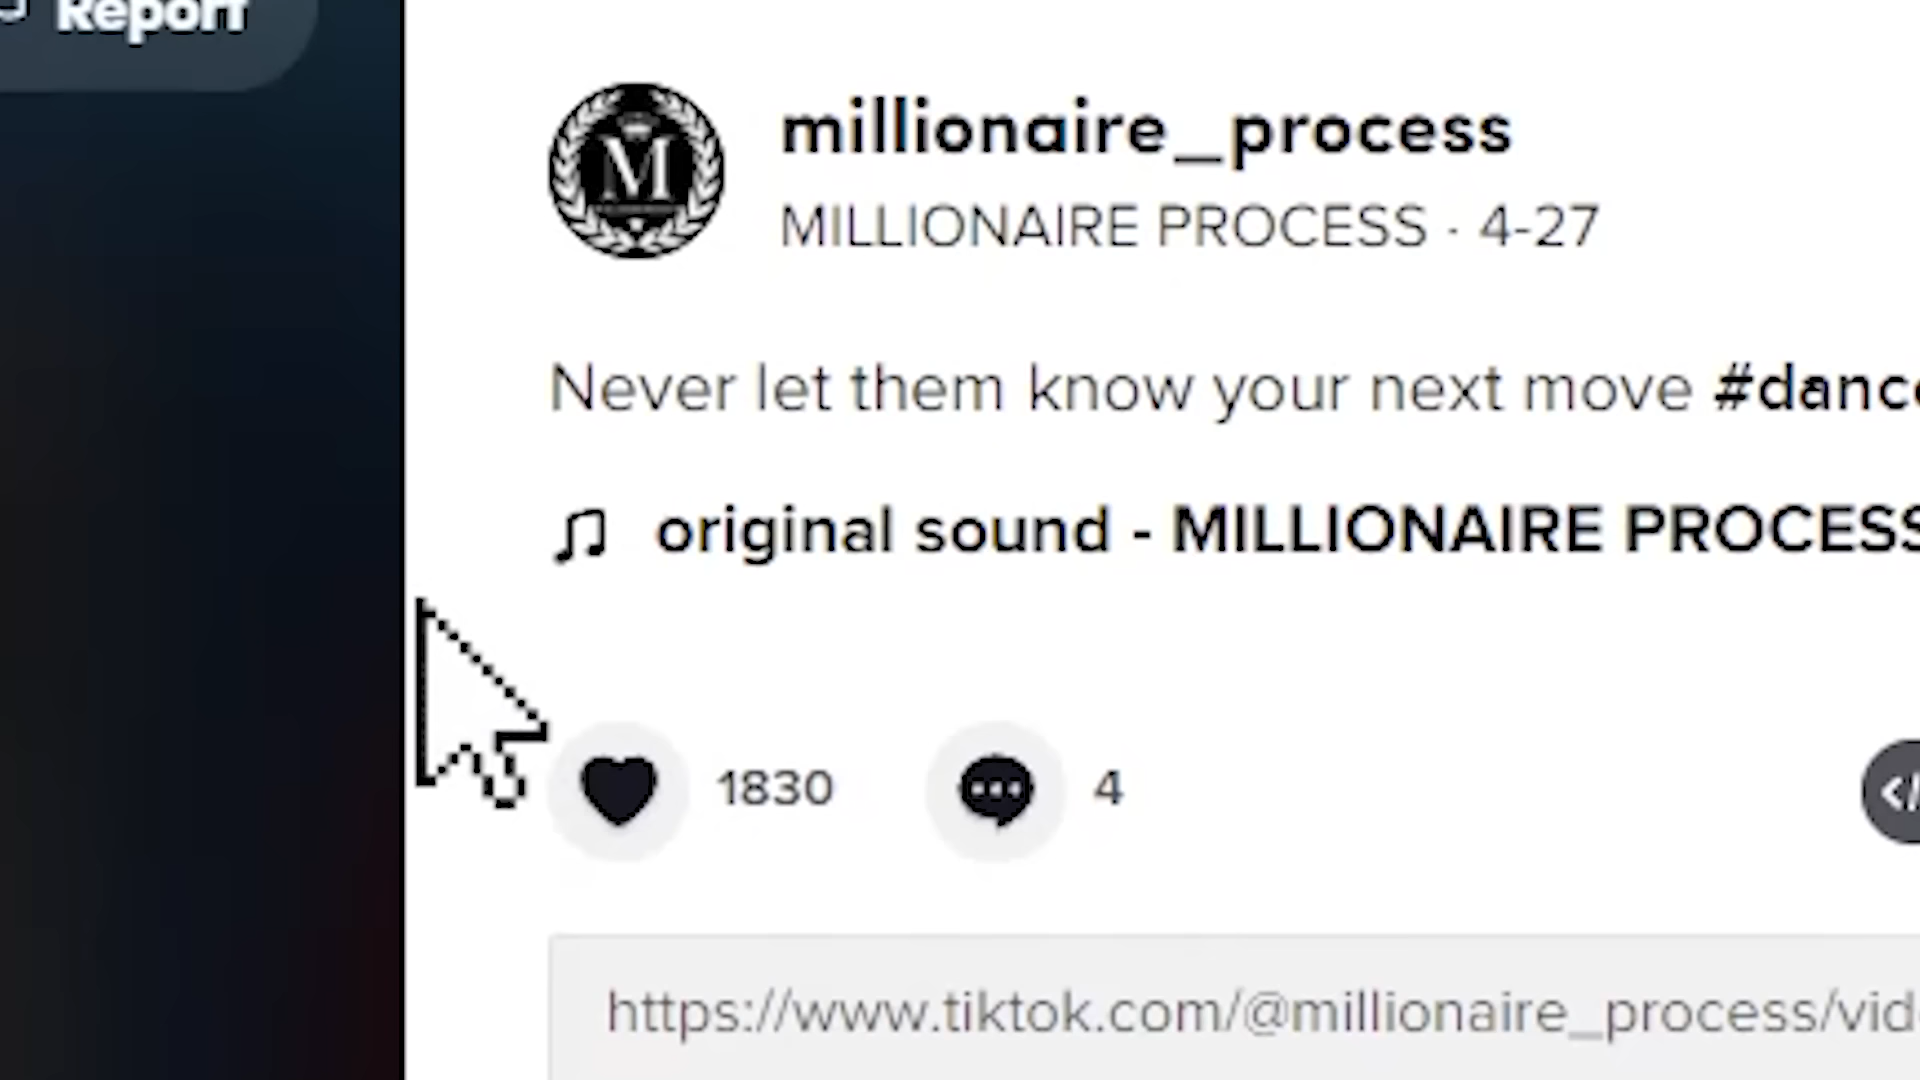 Report
M
millionaire_process
MILLIONAIRE PROCESS · 4-27
Never let them know your next move #danc
original sound - MILLIONAIRE PROCESS
1830
4
https://www.tiktok.com/@millionaire_process/vid